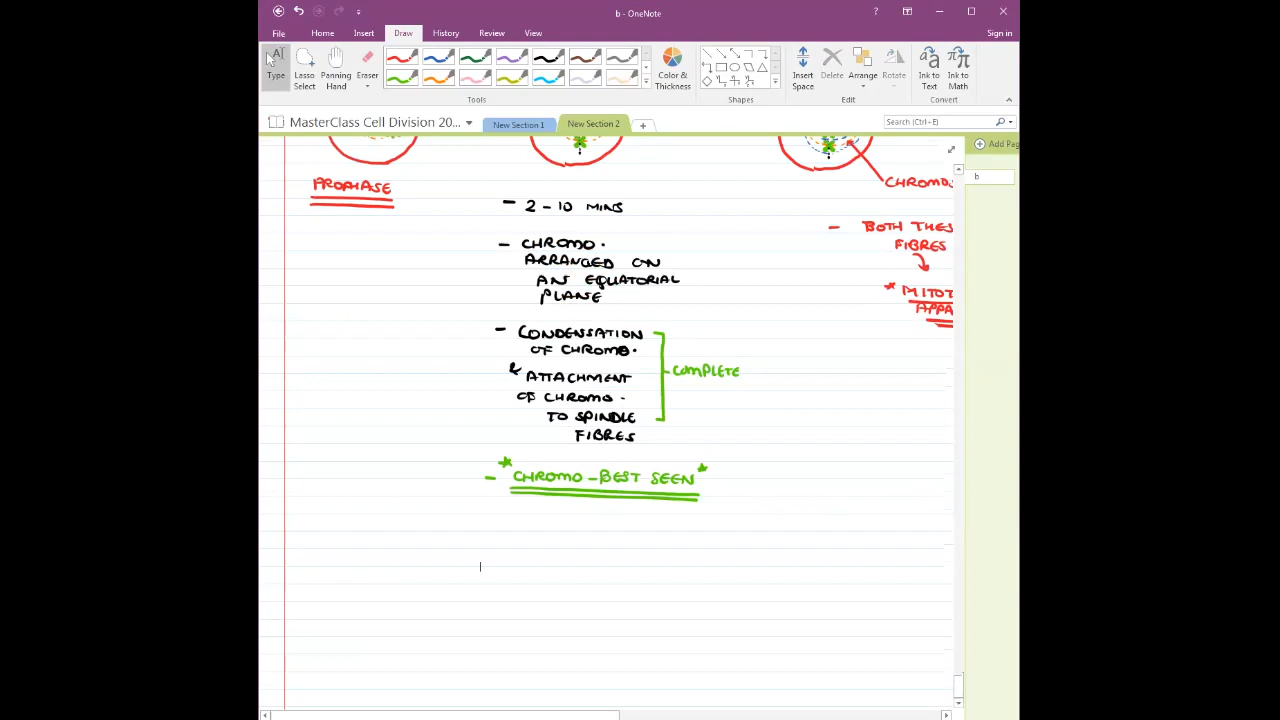 b - OneNote
?
File
Home
Insert
Draw
History
Review
View
Sign in
Type
Lasso
Select
Panning
Hand
Eraser
Color &
Thickness
Insert
Space
Delete
Arrange
Rotate
Ink to
Text
Ink to
Math
Tools
Shapes
Edit
Convert
MasterClass Cell Division 20...
New Section 1
New Section 2
Search (Ctrl+E)
Add Pag
b
PROPHASE
- 2 - 10 MINS
- CHROMO.
ARRANGED ON
AN EQUATORIAL
PLANE
- CONDENSATION
OF CHROMO.
& ATTACHMENT
OF CHROMO.
TO SPINDLE
FIBRES
COMPLETE
- * CHROMO - BEST SEEN *
CHROMOS
- BOTH THES
FIBRES
* MITOT
APPA